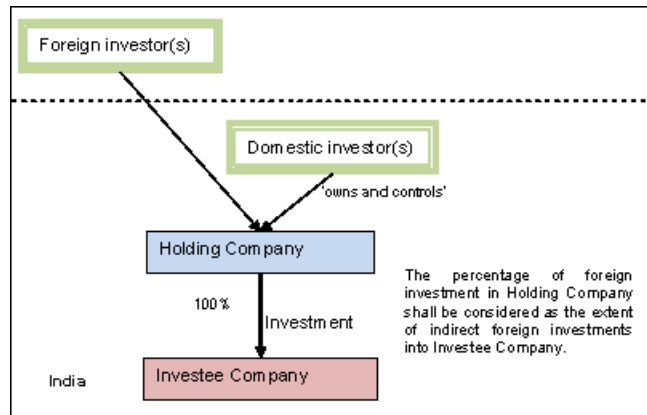 Foreign investor(s)
Domestic investor(s)
'owns and controls'
Holding Company
100%
Investment
The percentage of foreign
investment in Holding Company
shall be considered as the extent
of indirect foreign investments
into Investee Company.
India
Investee Company